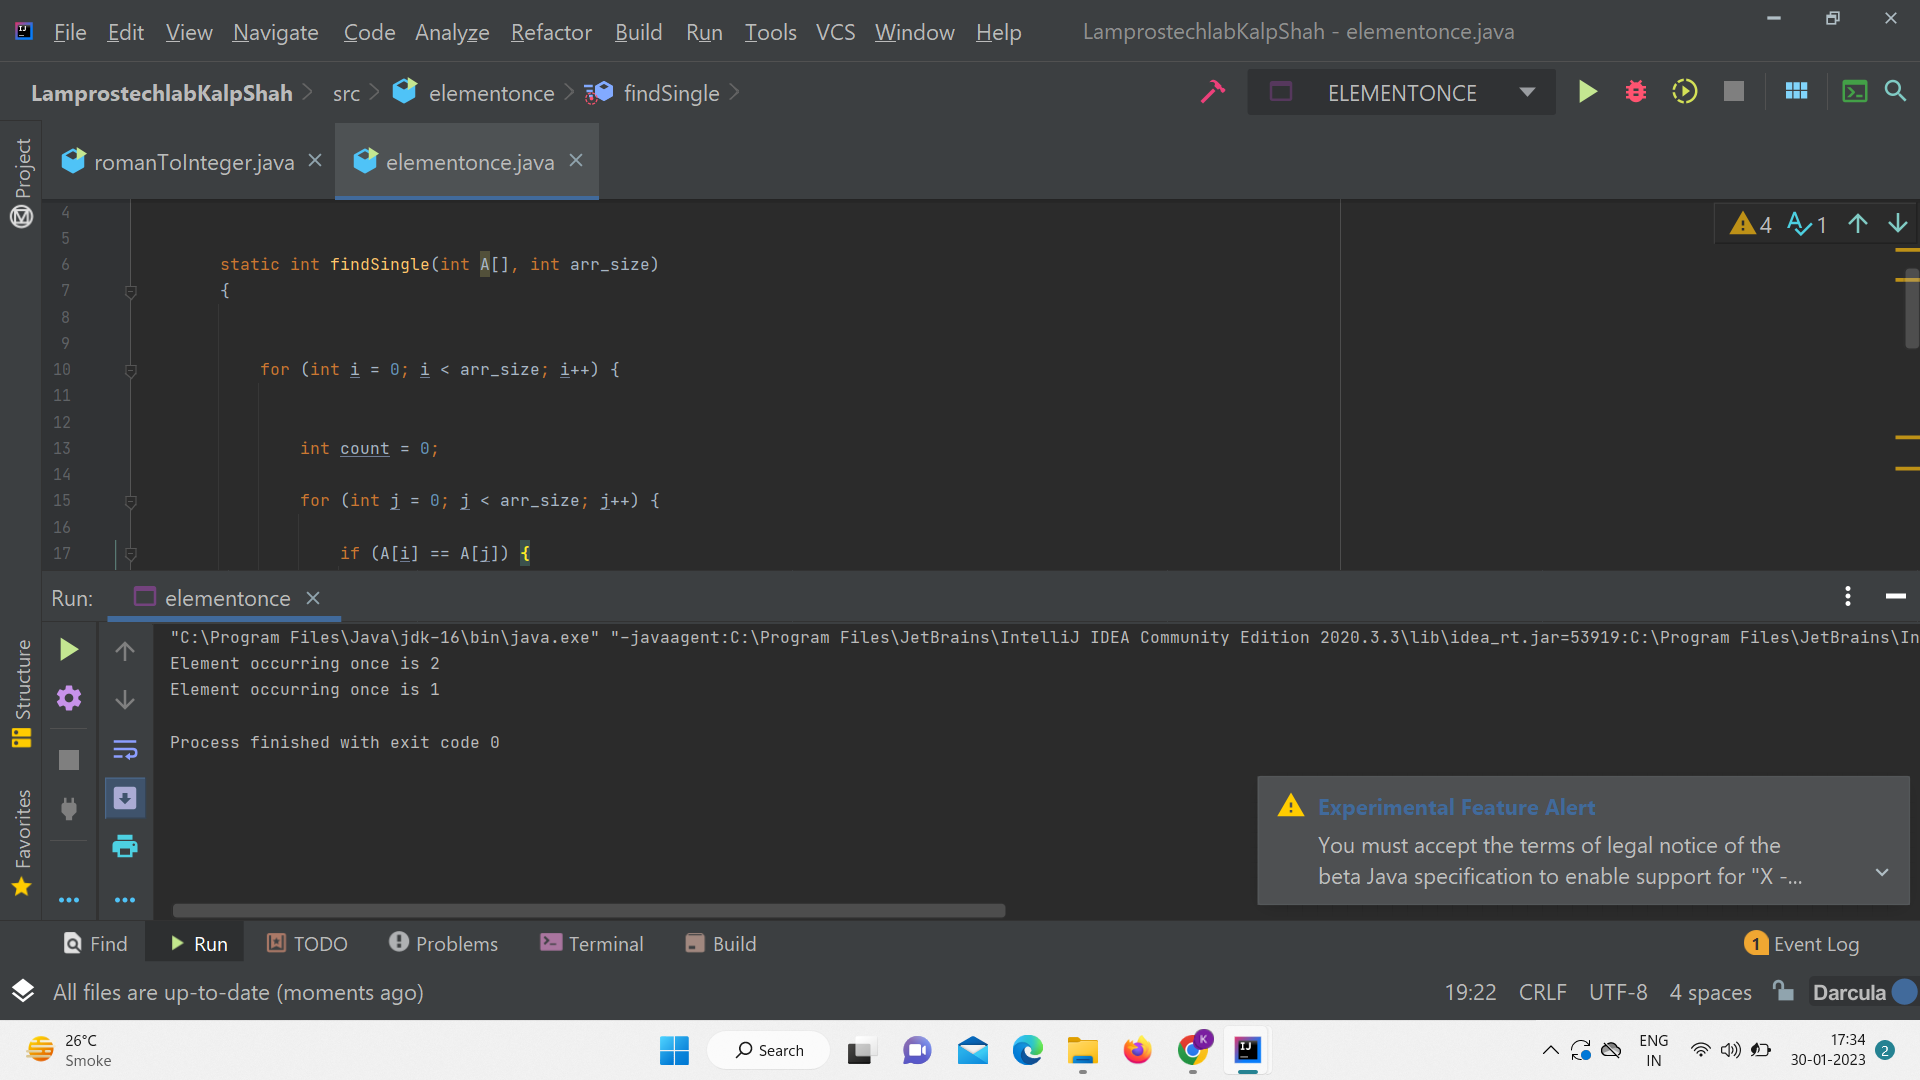 File Edit View Navigate Code Analyze Refactor Build Run Tools VCS Window Help LamprostechlabKalpShah - elementonce.java
LamprostechlabKalpShah src elementonce findSingle ELEMENTONCE
Project
romanToInteger.java elementonce.java
4
4 1
5
6 static int findSingle(int A[], int arr_size)
7 {
8
9
10 for (int i = 0; i < arr_size; i++) {
11
12
13 int count = 0;
14
15 for (int j = 0; j < arr_size; j++) {
16
17 if (A[i] == A[j]) {
Run: elementonce
"C:\Program Files\Java\jdk-16\bin\java.exe" "-javaagent:C:\Program Files\JetBrains\IntelliJ IDEA Community Edition 2020.3.3\lib\idea_rt.jar=53919:C:\Program Files\JetBrains\In
Element occurring once is 2
Element occurring once is 1
Process finished with exit code 0
Structure
Favorites
Experimental Feature Alert
You must accept the terms of legal notice of the
beta Java specification to enable support for "X -...
Find Run TODO Problems Terminal Build 1 Event Log
All files are up-to-date (moments ago) 19:22 CRLF UTF-8 4 spaces Darcula
26°C
Smoke
Search
K
IJ
ENG
IN
17:34
30-01-2023
2